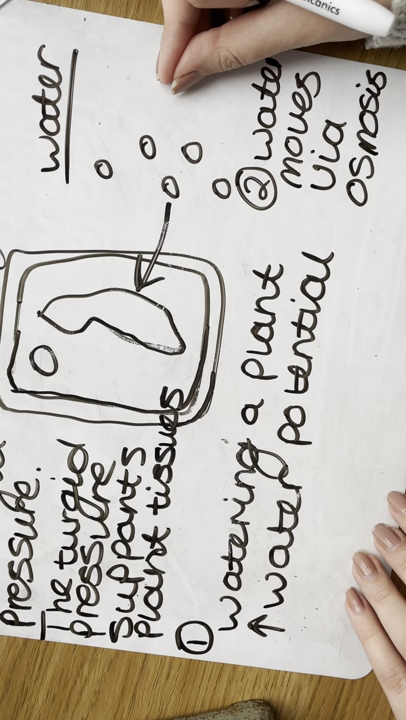 pressure.
The turgid
pressure
supports
plant tissues
water
① watering a plant
↑ water potential
② water
moves
via
osmosis